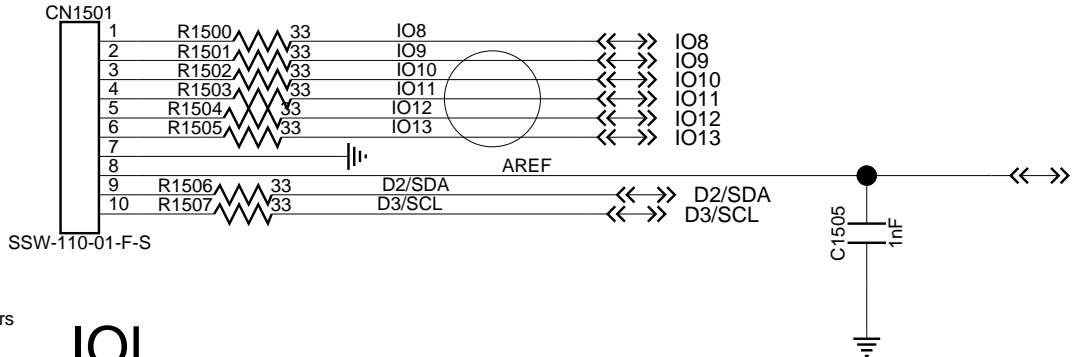 CN1501
1 R1500 33 IO8 IO8
2 R1501 33 IO9 IO9
3 R1502 33 IO10 IO10
4 R1503 33 IO11 IO11
5 R1504 33 IO12 IO12
6 R1505 33 IO13 IO13
7
8 AREF
9 R1506 33 D2/SDA D2/SDA
10 R1507 33 D3/SCL D3/SCL
SSW-110-01-F-S
C1505
1nF
rs